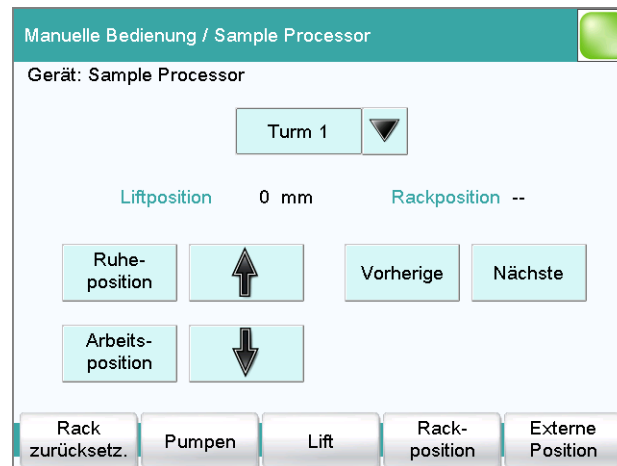 Manuelle Bedienung / Sample Processor
Gerät: Sample Processor
Turm 1
Liftposition 0 mm Rackposition --
Ruhe-
position
Vorherige Nächste
Arbeits-
position
Rack
zurücksetz.
Pumpen
Lift
Rack-
position
Externe
Position